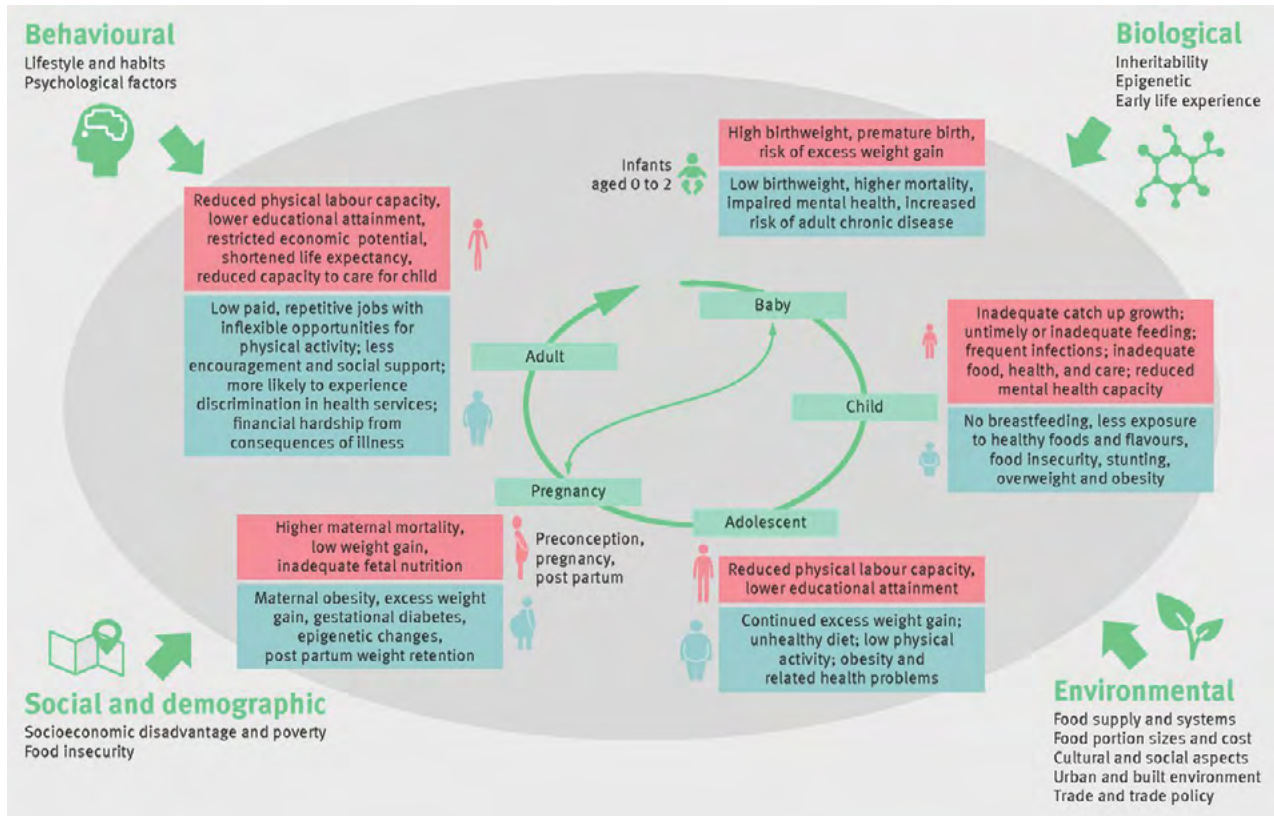 Behavioural
Lifestyle and habits
Psychological factors
Biological
Inheritability
Epigenetic
Early life experience
Infants
aged 0 to 2
High birthweight, premature birth,
risk of excess weight gain
Low birthweight, higher mortality,
impaired mental health, increased
risk of adult chronic disease
Reduced physical labour capacity,
lower educational attainment,
restricted economic potential,
shortened life expectancy,
reduced capacity to care for child
Low paid, repetitive jobs with
inflexible opportunities for
physical activity; less
encouragement and social support;
more likely to experience
discrimination in health services;
financial hardship from
consequences of illness
Baby
Adult
Child
Pregnancy
Adolescent
Inadequate catch up growth;
untimely or inadequate feeding;
frequent infections; inadequate
food, health, and care; reduced
mental health capacity
No breastfeeding, less exposure
to healthy foods and flavours,
food insecurity, stunting,
overweight and obesity
Higher maternal mortality,
low weight gain,
inadequate fetal nutrition
Preconception,
pregnancy,
post partum
Maternal obesity, excess weight
gain, gestational diabetes,
epigenetic changes,
post partum weight retention
Reduced physical labour capacity,
lower educational attainment
Continued excess weight gain;
unhealthy diet; low physical
activity; obesity and
related health problems
Social and demographic
Socioeconomic disadvantage and poverty
Food insecurity
Environmental
Food supply and systems
Food portion sizes and cost
Cultural and social aspects
Urban and built environment
Trade and trade policy